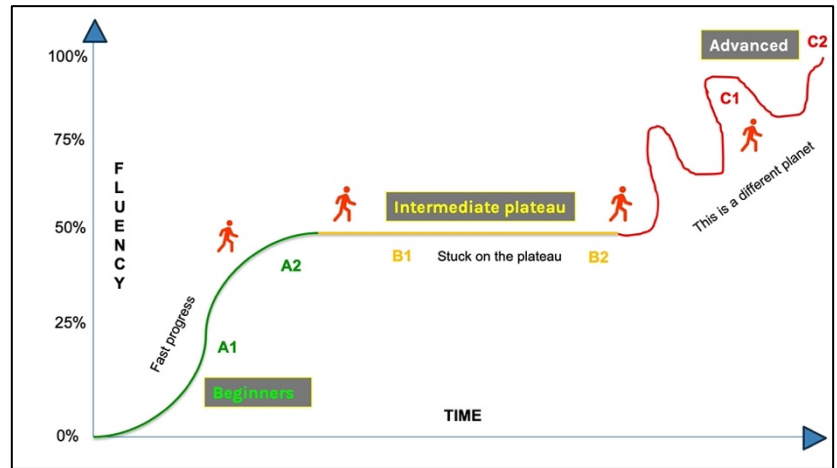 100%
75%
50%
25%
0%
FLUENCY
Fast progress
A1
A2
Beginners
Intermediate plateau
B1
Stuck on the plateau
B2
Advanced
C1
C2
This is a different planet
TIME